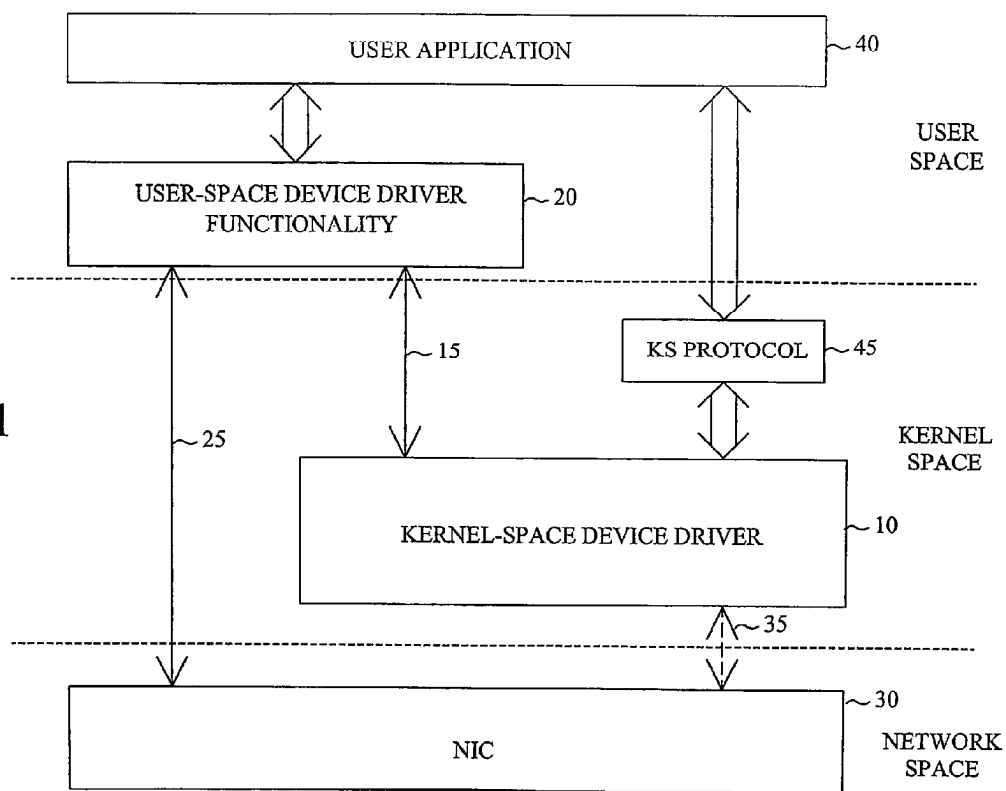 USER APPLICATION
40
USER
SPACE
USER-SPACE DEVICE DRIVER
FUNCTIONALITY
20
15
KS PROTOCOL
45
1
25
KERNEL
SPACE
KERNEL-SPACE DEVICE DRIVER
10
35
30
NIC
NETWORK
SPACE